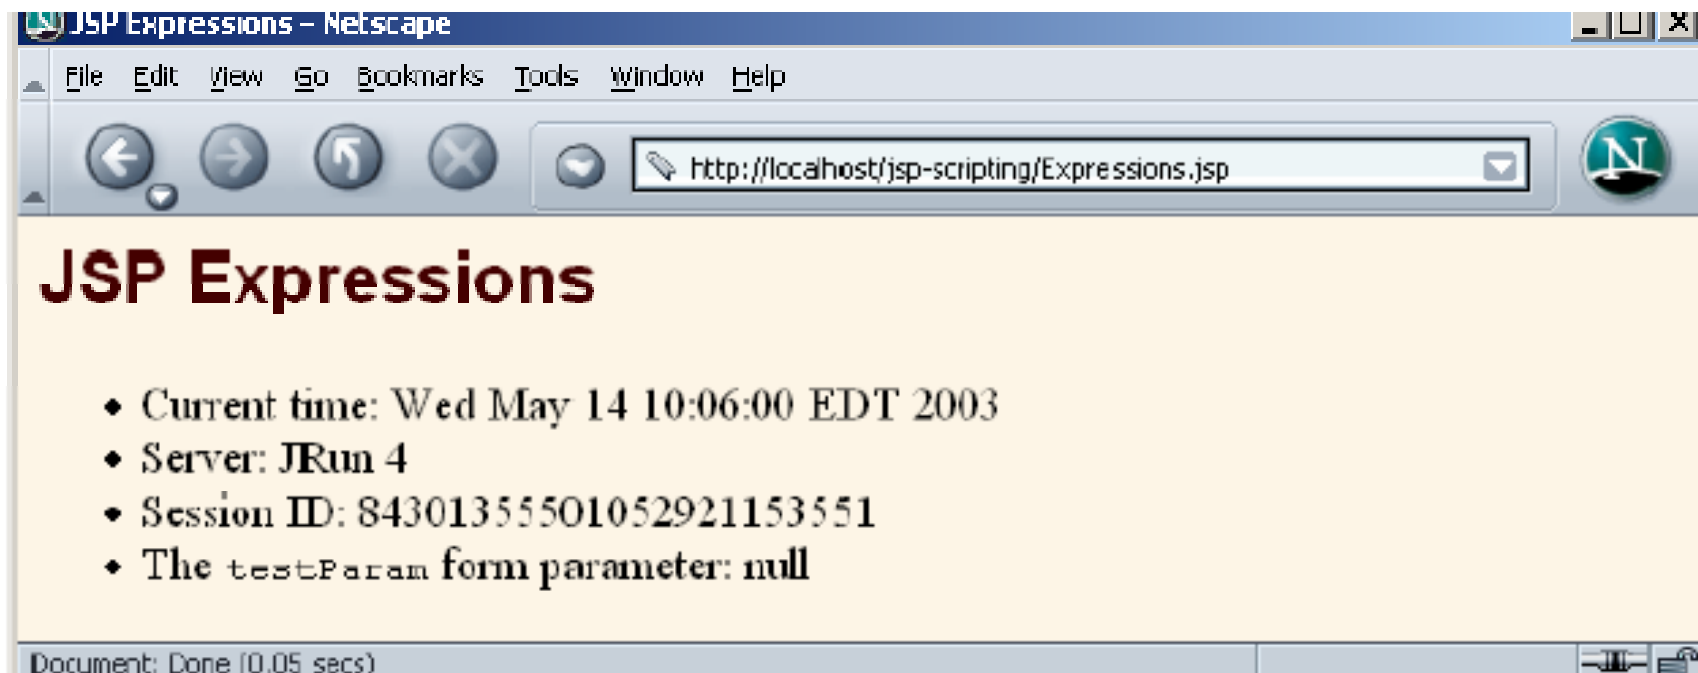 JSP Expressions – Netscape
File Edit View Go Bookmarks Tools Window Help
http://localhost/jsp-scripting/Expressions.jsp
N
JSP Expressions
• Current time: Wed May 14 10:06:00 EDT 2003
• Server: JRun 4
• Session ID: 84301355501052921153551
• The testParam form parameter: null
Document: Done (0.05 secs)